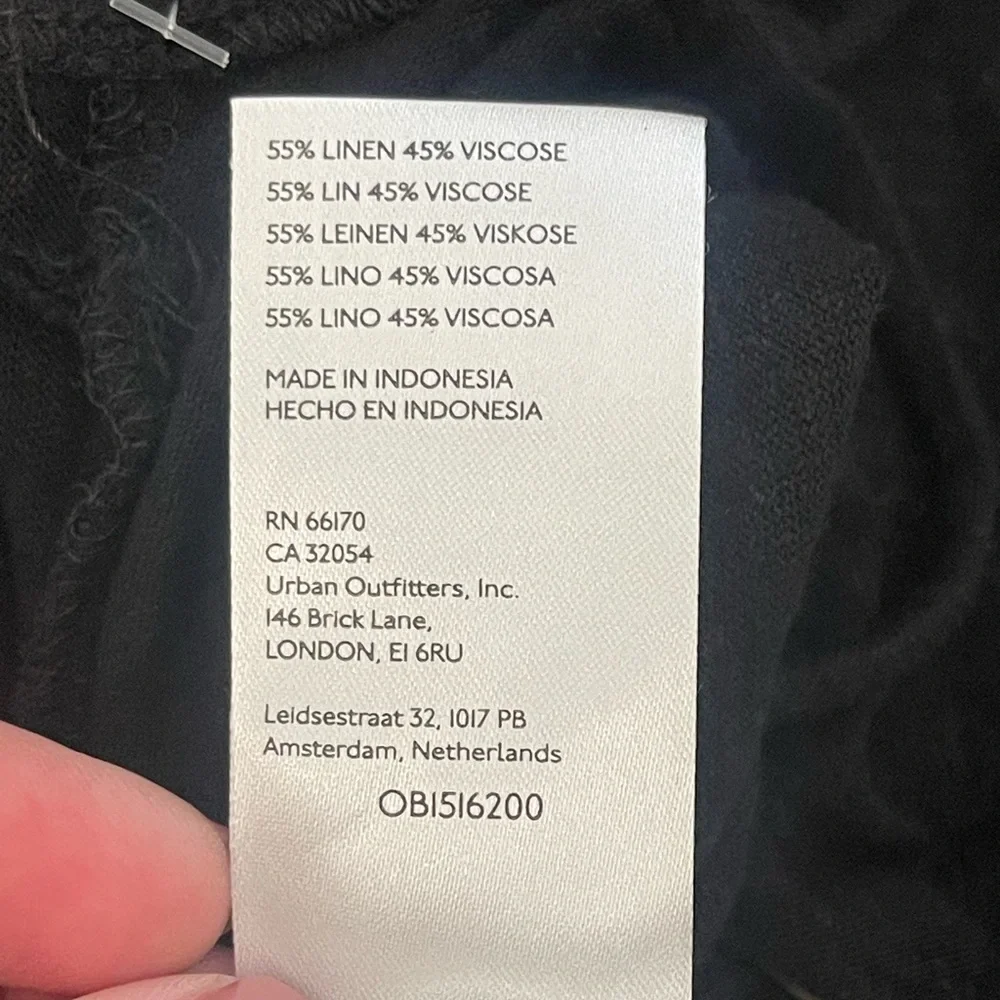 55% LINEN 45% VISCOSE
55% LIN 45% VISCOSE
55% LEINEN 45% VISKOSE
55% LINO 45% VISCOSA
55% LINO 45% VISCOSA
MADE IN INDONESIA
HECHO EN INDONESIA
RN 66170
CA 32054
Urban Outfitters, Inc.
146 Brick Lane,
LONDON, E1 6RU
Leidsestraat 32, 1017 PB
Amsterdam, Netherlands
OB1516200